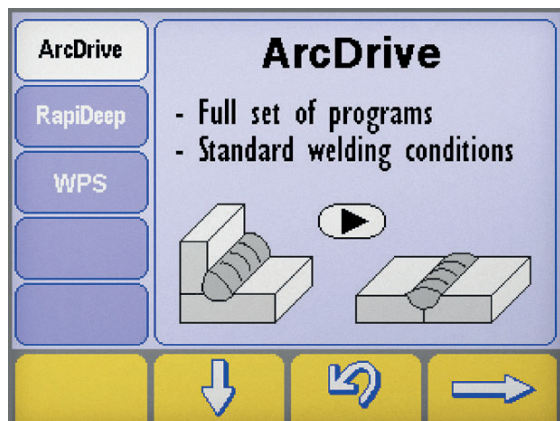 ArcDrive
RapiDeep
WPS
ArcDrive
- Full set of programs
- Standard welding conditions